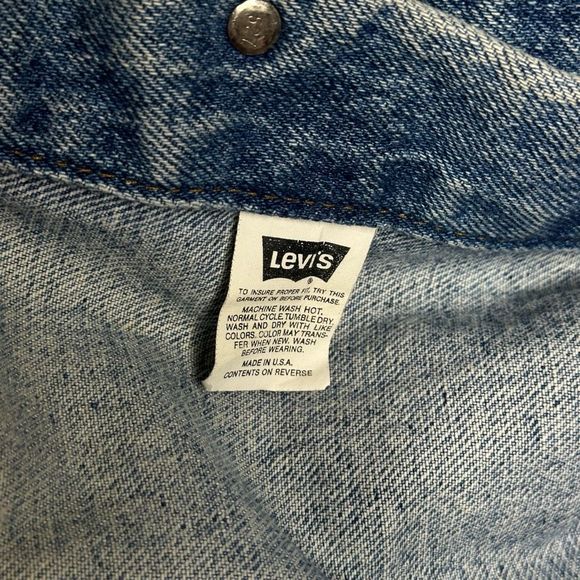 LEVI'S
®
TO INSURE PROPER FIT, TRY THIS
GARMENT ON BEFORE PURCHASE.
MACHINE WASH HOT,
NORMAL CYCLE. TUMBLE DRY.
WASH AND DRY WITH LIKE
COLORS. COLOR MAY TRANS-
FER WHEN NEW. WASH
BEFORE WEARING.
MADE IN U.S.A.
CONTENTS ON REVERSE